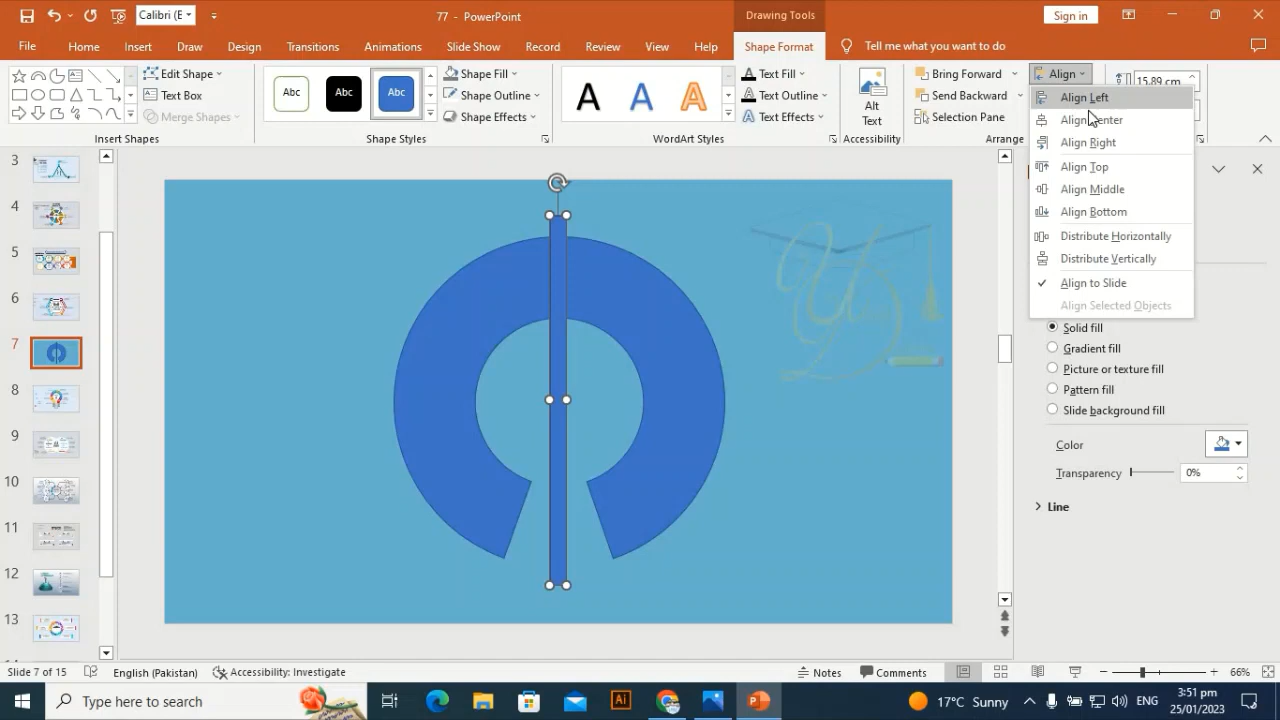 77 - PowerPoint
Drawing Tools
Sign in
Calibri (E
File
Home
Insert
Draw
Design
Transitions
Animations
Slide Show
Record
Review
View
Help
Shape Format
Tell me what you want to do
Edit Shape
Text Box
Merge Shapes
Insert Shapes
Abc
Abc
Abc
Shape Fill
Shape Outline
Shape Effects
Shape Styles
A
A
A
Text Fill
Text Outline
Text Effects
WordArt Styles
Alt
Text
Accessibility
Bring Forward
Send Backward
Selection Pane
Arrange
Align
15.89 cm
Align Left
Align Center
Align Right
Align Top
Align Middle
Align Bottom
Distribute Horizontally
Distribute Vertically
Align to Slide
Align Selected Objects
Solid fill
Gradient fill
Picture or texture fill
Pattern fill
Slide background fill
Color
Transparency
0%
Line
3
4
5
6
7
8
9
10
11
12
13
Slide 7 of 15
English (Pakistan)
Accessibility: Investigate
Notes
Comments
66%
Type here to search
Ai
17°C Sunny
ENG
3:51 pm
25/01/2023